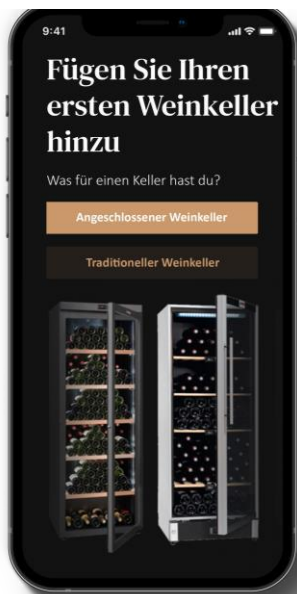 9:41
Fügen Sie Ihren
ersten Weinkeller
hinzu
Was für einen Keller hast du?
Angeschlossener Weinkeller
Traditioneller Weinkeller